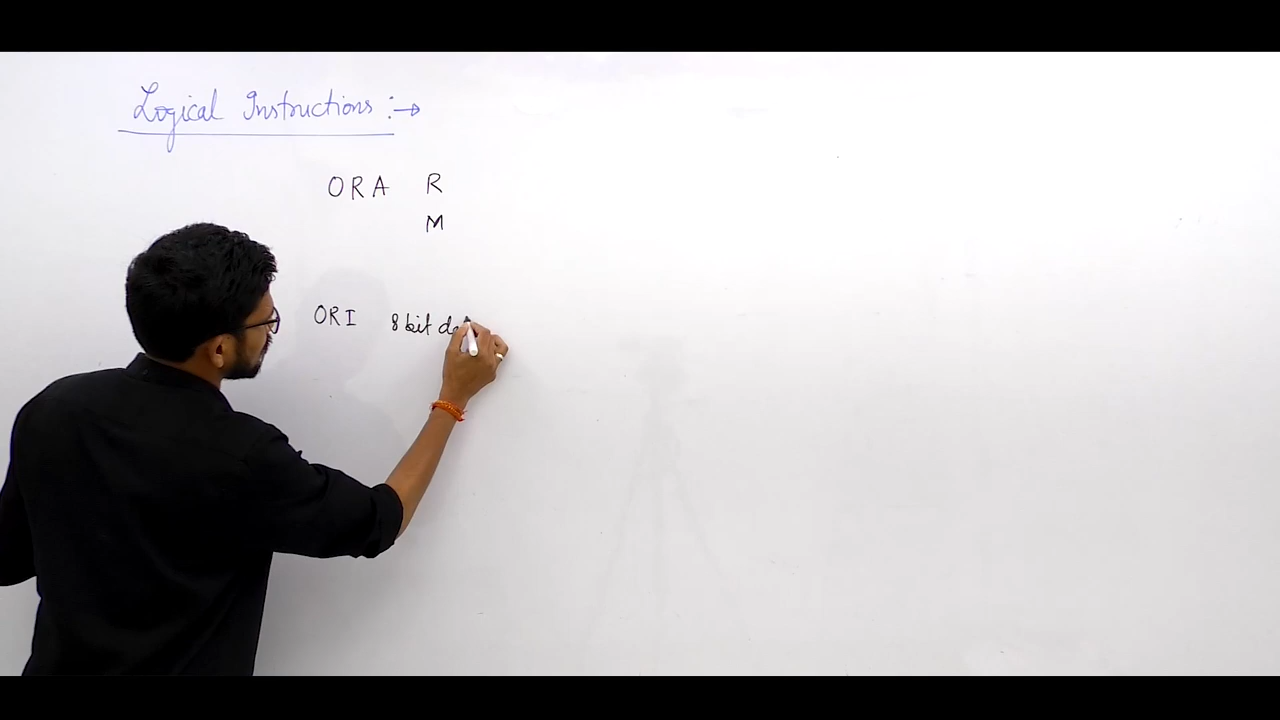 Logical Instructions :→
ORA R
M
ORI 8 bit